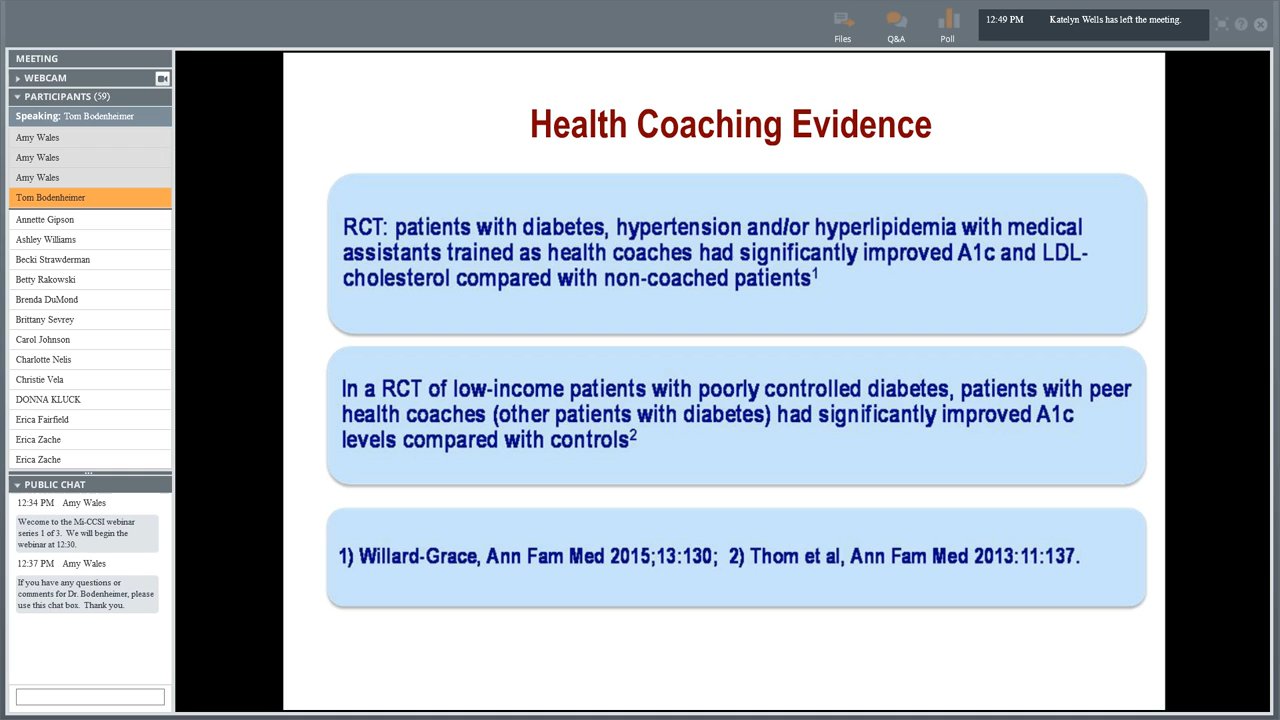 Files
Q&A
Poll
12:49 PM Katelyn Wells has left the meeting.
MEETING
WEBCAM
PARTICIPANTS (59)
Speaking: Tom Bodenheimer
Amy Wales
Amy Wales
Amy Wales
Tom Bodenheimer
Annette Gipson
Ashley Williams
Becki Strawderman
Betty Rakowski
Brenda DuMond
Brittany Sevrey
Carol Johnson
Charlotte Nelis
Christie Vela
DONNA KLUCK
Erica Fairfield
Erica Zache
Erica Zache
PUBLIC CHAT
12:34 PM Amy Wales
Wecome to the Mi-CCSI webinar
series 1 of 3. We will begin the
webinar at 12:30.
12:37 PM Amy Wales
If you have any questions or
comments for Dr. Bodenheimer, please
use this chat box. Thank you.
Health Coaching Evidence
RCT: patients with diabetes, hypertension and/or hyperlipidemia with medical
assistants trained as health coaches had significantly improved A1c and LDL-
cholesterol compared with non-coached patients1
In a RCT of low-income patients with poorly controlled diabetes, patients with peer
health coaches (other patients with diabetes) had significantly improved A1c
levels compared with controls2
1) Willard-Grace, Ann Fam Med 2015;13:130; 2) Thom et al, Ann Fam Med 2013:11:137.